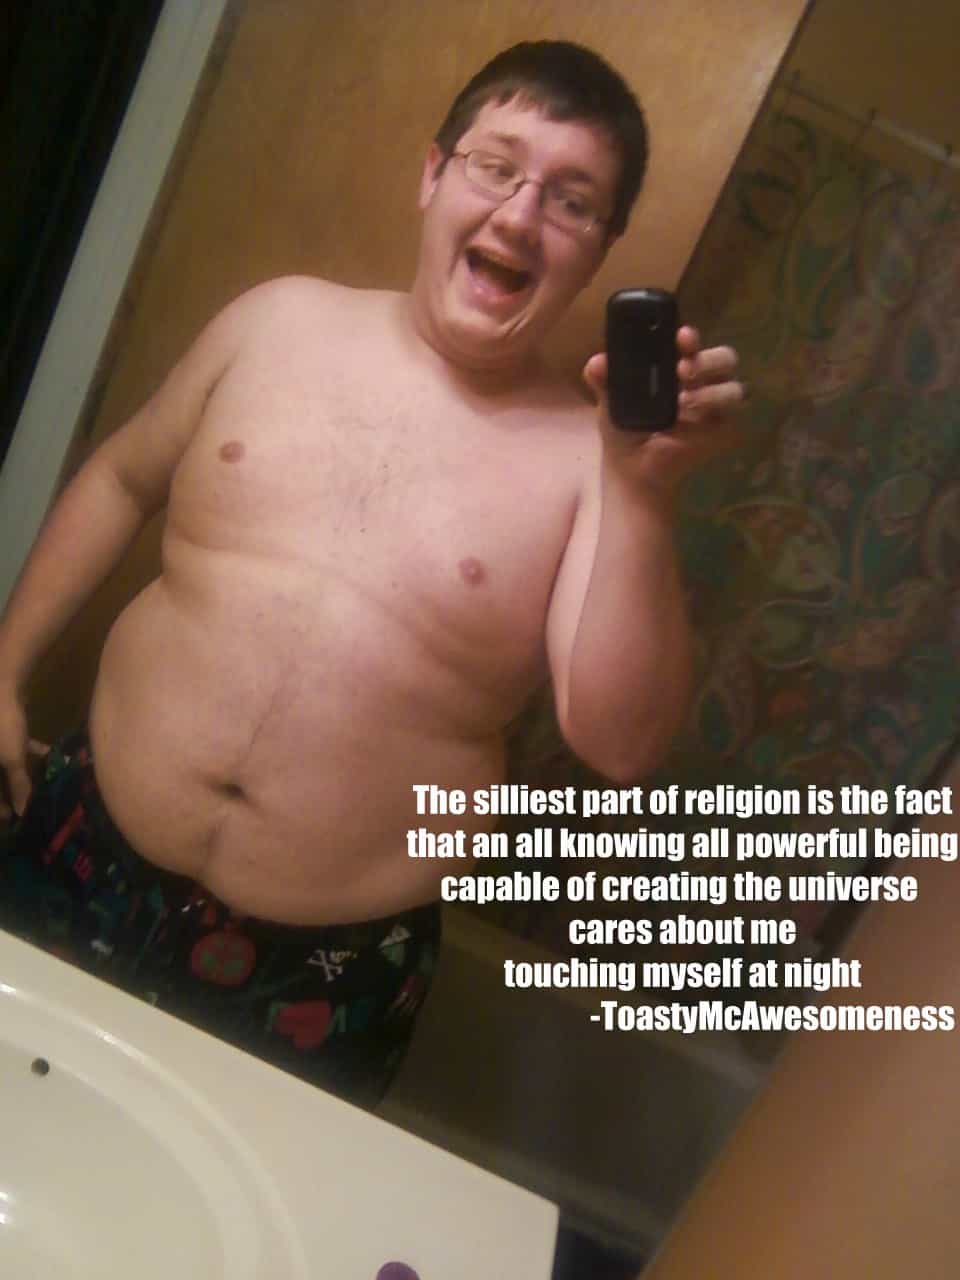 The silliest part of religion is the fact
that an all knowing all powerful being
capable of creating the universe
cares about me
touching myself at night
-ToastyMcAwesomeness